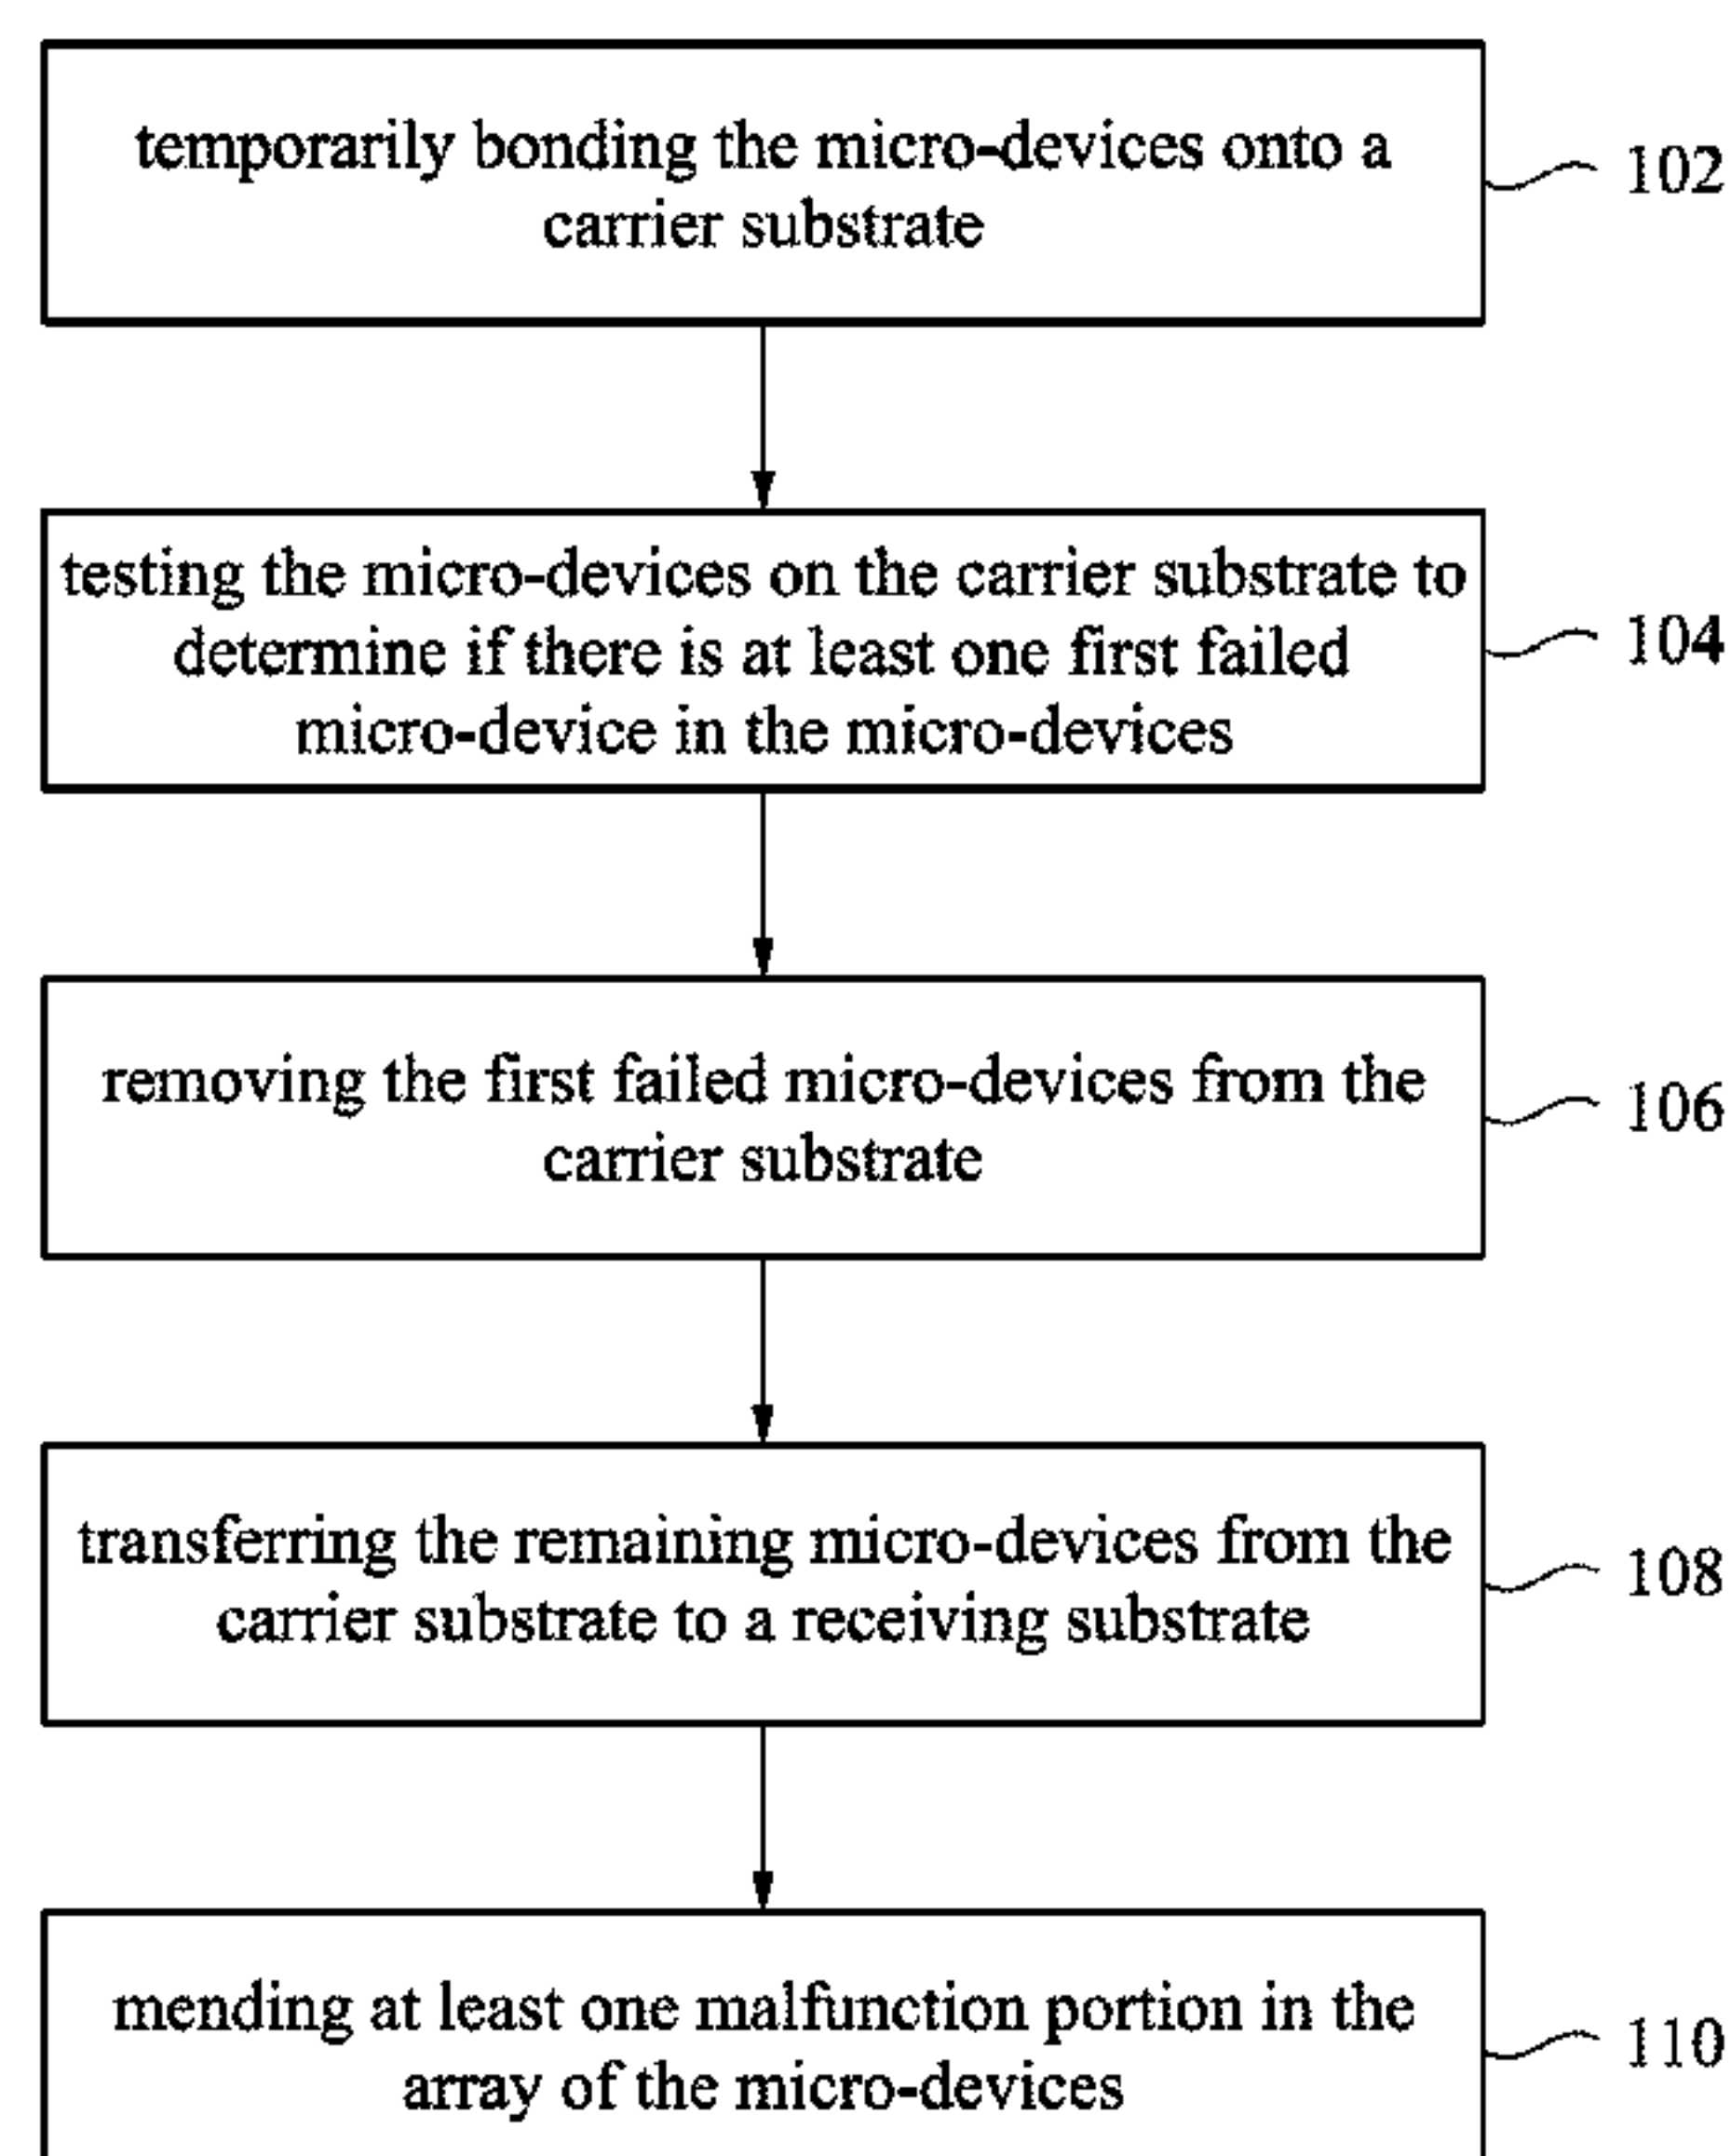 temporarily bonding the micro-devices onto a
carrier substrate
102
testing the micro-devices on the carrier substrate to
determine if there is at least one first failed
micro-device in the micro-devices
104
removing the first failed micro-devices from the
carrier substrate
106
transferring the remaining micro-devices from the
carrier substrate to a receiving substrate
108
mending at least one malfunction portion in the
array of the micro-devices
110